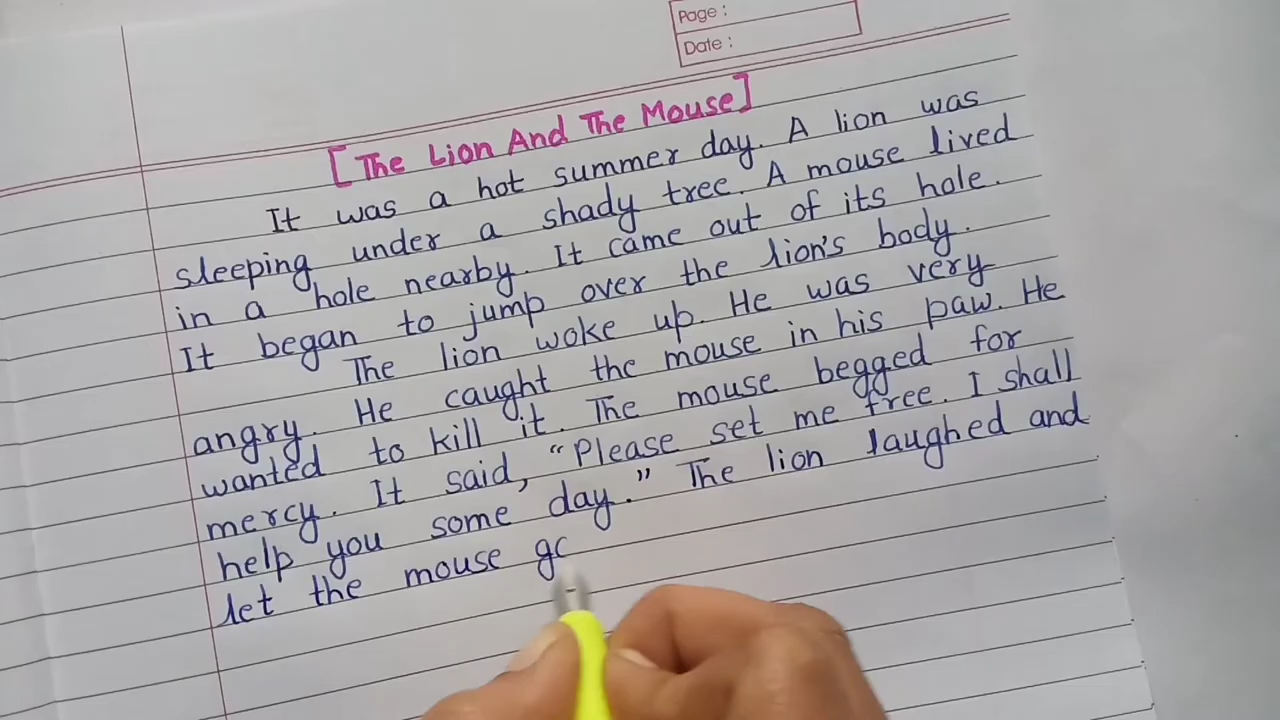 Page :
Date :
[The Lion And The Mouse]
It was a hot summer day. A lion was
sleeping under a shady tree. A mouse lived
in a hole nearby. It came out of its hole.
It began to jump over the lion's body.
The lion woke up. He was very
angry. He caught the mouse in his paw. He
wanted to kill it. The mouse begged for
mercy. It said, "Please set me free. I shall
help you some day." The lion laughed and
let the mouse